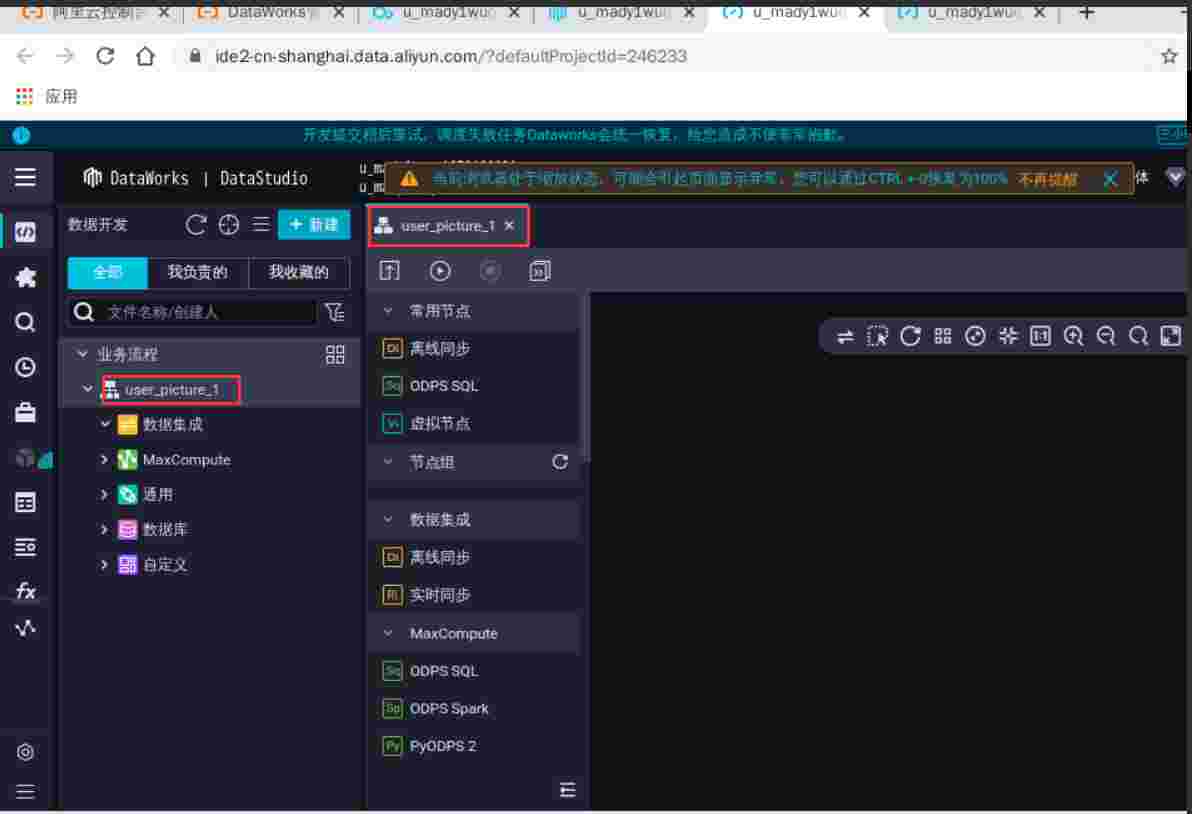 阿里云控制
DataWorks
u_mady1wu
u_mady1wu
u_mady1wu
u_mady1wu
ide2-cn-shanghai.data.aliyun.com/?defaultProjectId=246233
应用
开发提交稍后重试，调度失败任务Dataworks会统一恢复，给您造成不便非常抱歉。
DataWorks | DataStudio
当前浏览器处于缩放状态，可能会引起页面显示异常，您可以通过CTRL+0恢复为100% 不再提醒
体
数据开发
新建
user_picture_1
全部
我负责的
我收藏的
文件名称/创建人
业务流程
user_picture_1
数据集成
MaxCompute
通用
数据库
自定义
常用节点
Di 离线同步
Sq ODPS SQL
Vi 虚拟节点
节点组
数据集成
Di 离线同步
Ri 实时同步
MaxCompute
Sq ODPS SQL
Sp ODPS Spark
Py PyODPS 2
1:1
fx